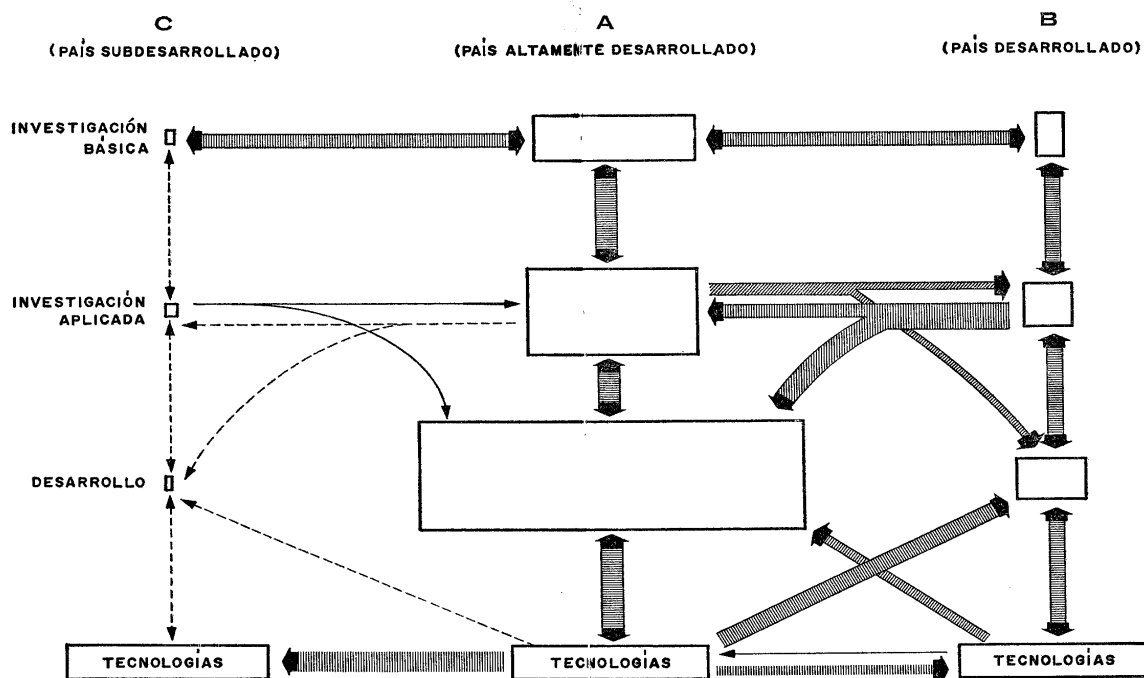 C
(PAÍS SUBDESARROLLADO)
A
(PAÍS ALTAMENTE DESARROLLADO)
B
(PAÍS DESARROLLADO)
INVESTIGACIÓN
BÁSICA
INVESTIGACIÓN
APLICADA
DESARROLLO
TECNOLOGÍAS
TECNOLOGÍAS
TECNOLOGÍAS